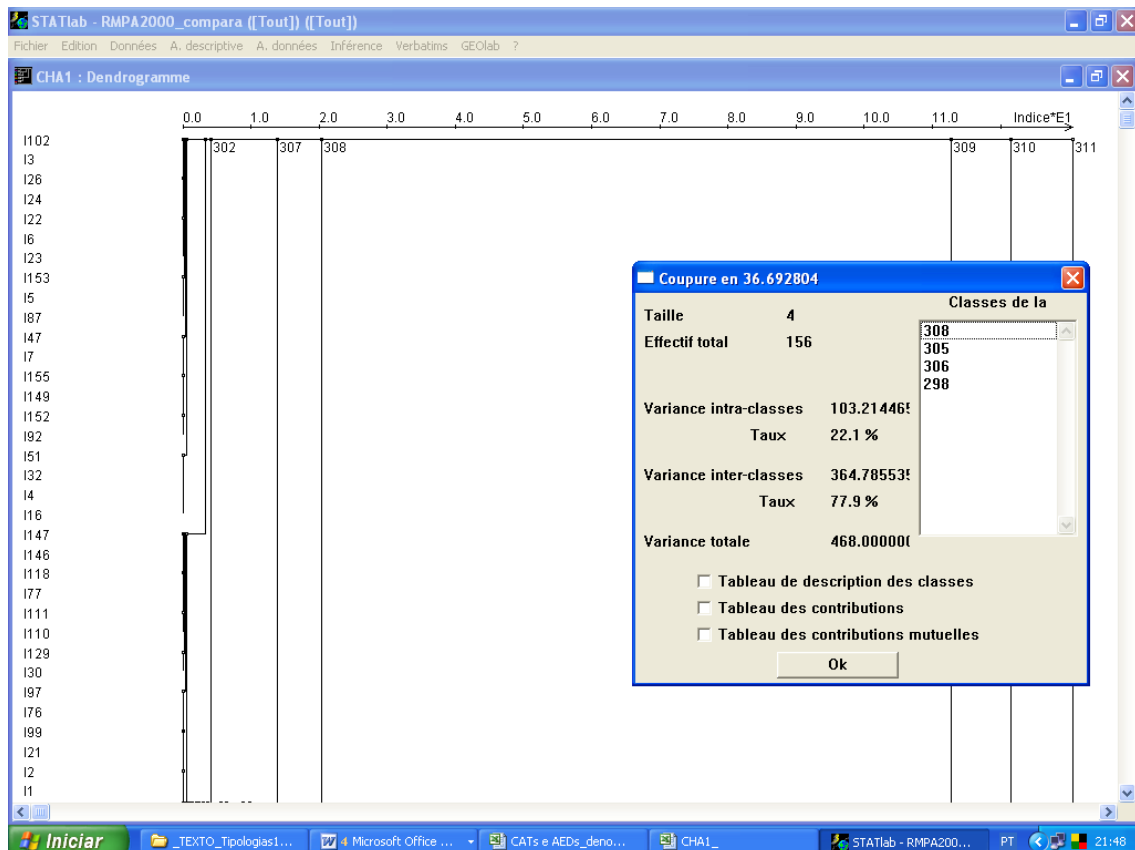 STATlab - RMPA2000_compara ([Tout]) ([Tout])
Fichier Edition Données A. descriptive A. données Inférence Verbatims GEOlab ?
CHA1 : Dendrogramme
0.0 1.0 2.0 3.0 4.0 5.0 6.0 7.0 8.0 9.0 10.0 11.0 Indice*E1
302 307 308 309 310 311
I102
I3
I26
I24
I22
I6
I23
I153
I5
I87
I47
I7
I155
I149
I152
I92
I51
I32
I4
I16
I147
I146
I118
I77
I111
I110
I129
I30
I97
I76
I99
I21
I2
I1
Coupure en 36.692804
Taille 4
Effectif total 156
Classes de la
308
305
306
298
Variance intra-classes 103.214465
Taux 22.1 %
Variance inter-classes 364.785535
Taux 77.9 %
Variance totale 468.000000
Tableau de description des classes
Tableau des contributions
Tableau des contributions mutuelles
Ok
Iniciar _TEXTO_Tipologias1... 4 Microsoft Office ... CATs e AEDs_deno... CHA1_ STATlab - RMPA200... PT 21:48